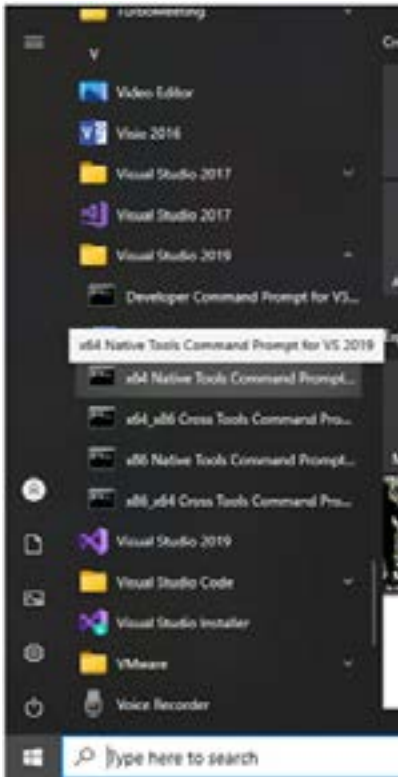 TurboMeeting
Cr
V
Video Editor
Visio 2016
Visual Studio 2017
Visual Studio 2017
Visual Studio 2019
Developer Command Prompt for VS...
x64 Native Tools Command Prompt for VS 2019
x64 Native Tools Command Prompt...
x64_x86 Cross Tools Command Pro...
x86 Native Tools Command Prompt...
x86_x64 Cross Tools Command Pro...
Visual Studio 2019
Visual Studio Code
Visual Studio Installer
VMware
Voice Recorder
Type here to search